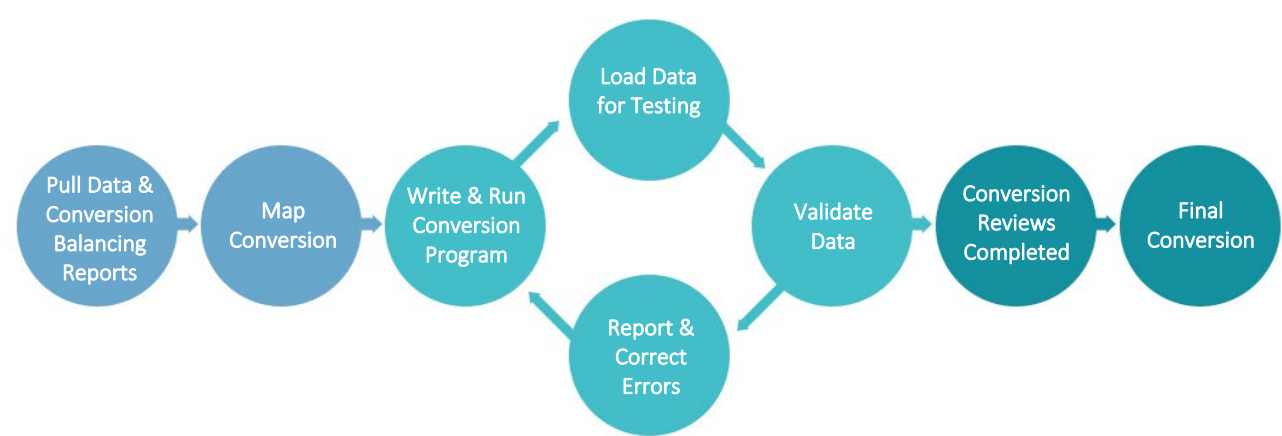 Pull Data &
Conversion
Balancing
Reports
Map
Conversion
Write & Run
Conversion
Program
Load Data
for Testing
Validate
Data
Report &
Correct
Errors
Conversion
Reviews
Completed
Final
Conversion